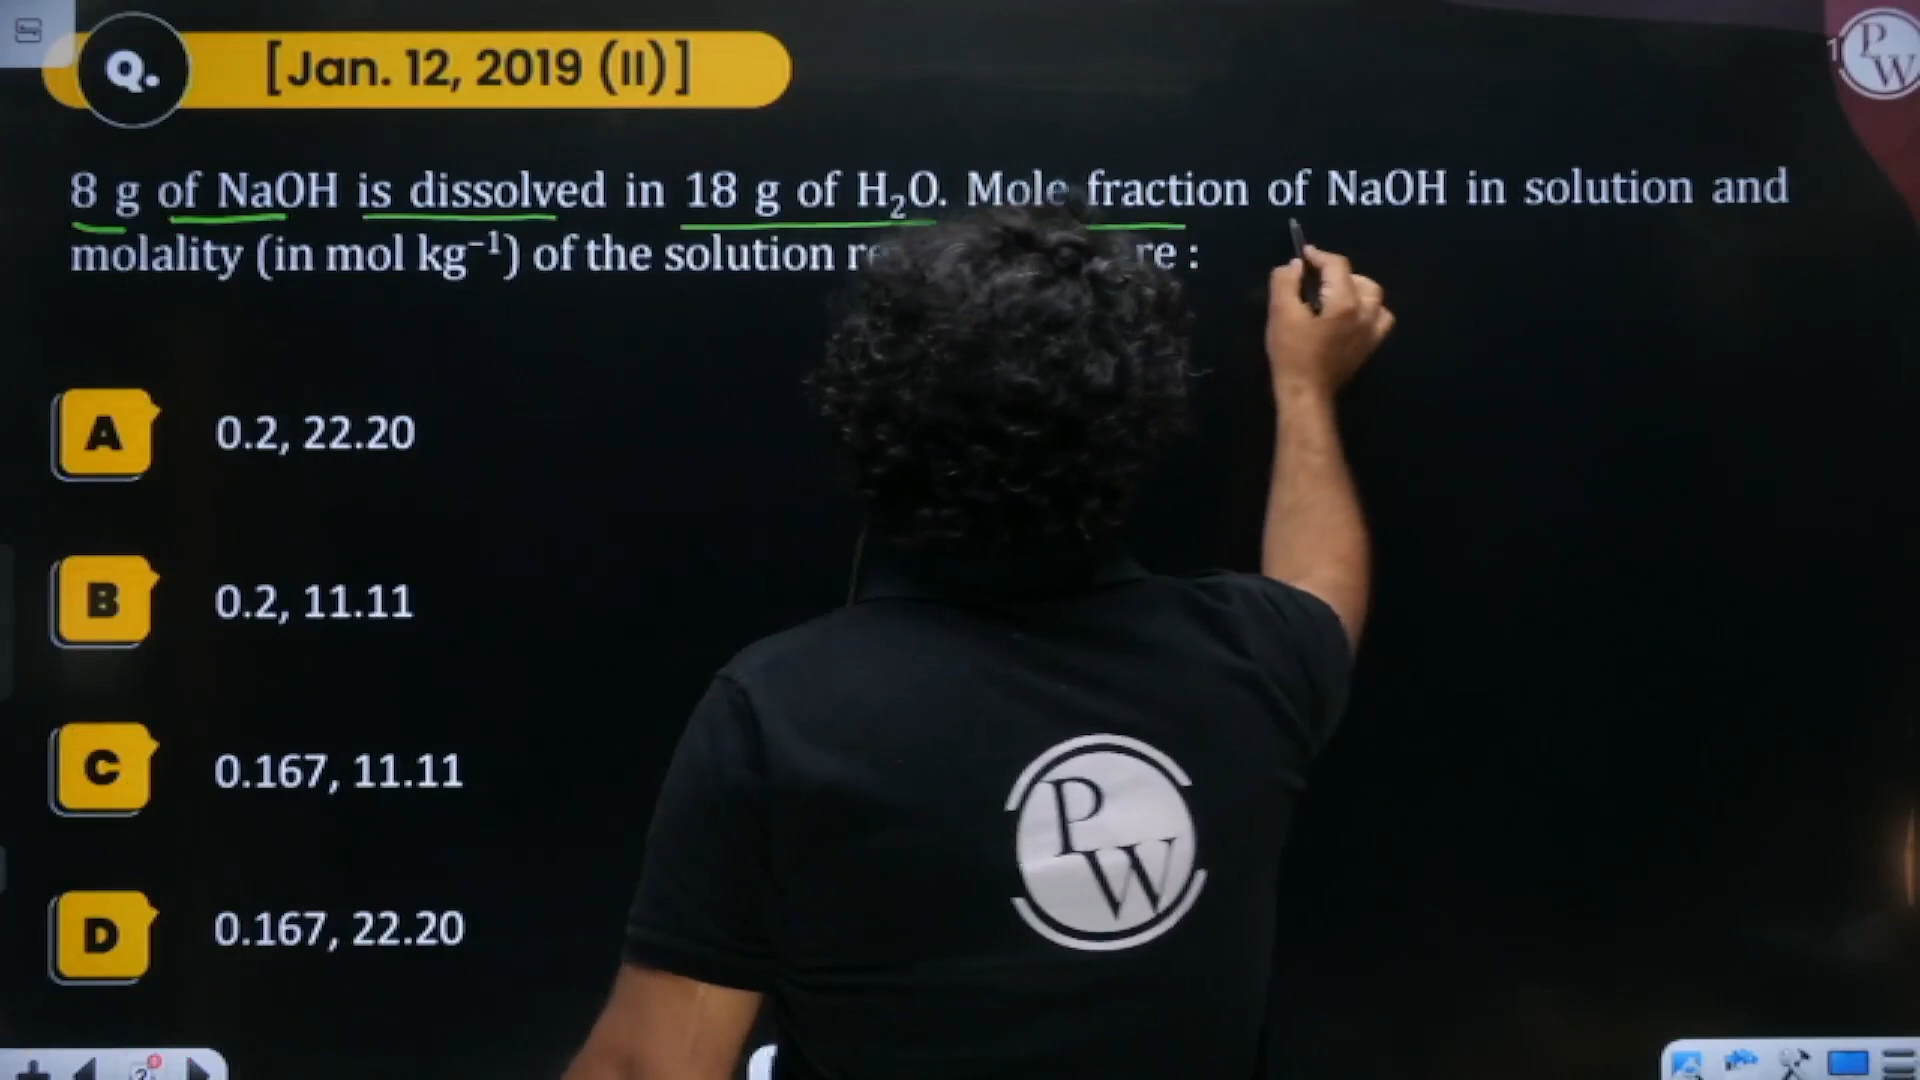 Q. [Jan. 12, 2019 (II)]
PW
8 g of NaOH is dissolved in 18 g of H₂O. Mole fraction of NaOH in solution and
molality (in mol kg⁻¹) of the solution re :
A 0.2, 22.20
B 0.2, 11.11
C 0.167, 11.11
D 0.167, 22.20
PW